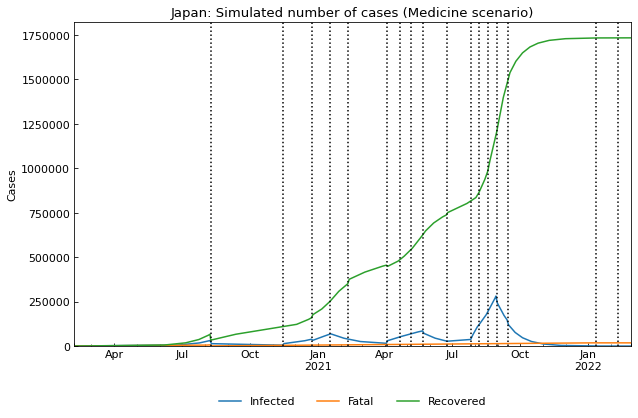 Japan: Simulated number of cases (Medicine scenario)
1750000
1500000
1250000
1000000
750000
500000
250000
0
Cases
Apr Jul Oct Jan Apr Jul Oct Jan
2021 2022
Infected Fatal Recovered